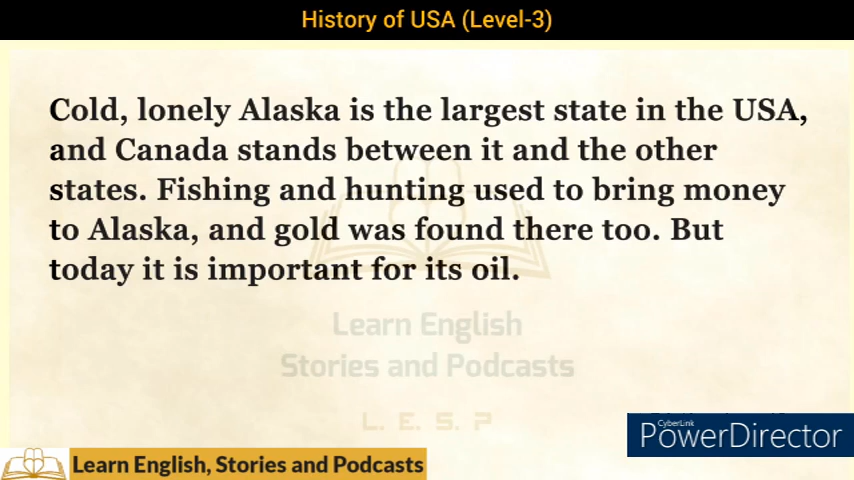 History of USA (Level-3)
Cold, lonely Alaska is the largest state in the USA,
and Canada stands between it and the other
states. Fishing and hunting used to bring money
to Alaska, and gold was found there too. But
today it is important for its oil.
Learn English
Stories and Podcasts
L. E. S. P
CyberLink
PowerDirector
Learn English, Stories and Podcasts